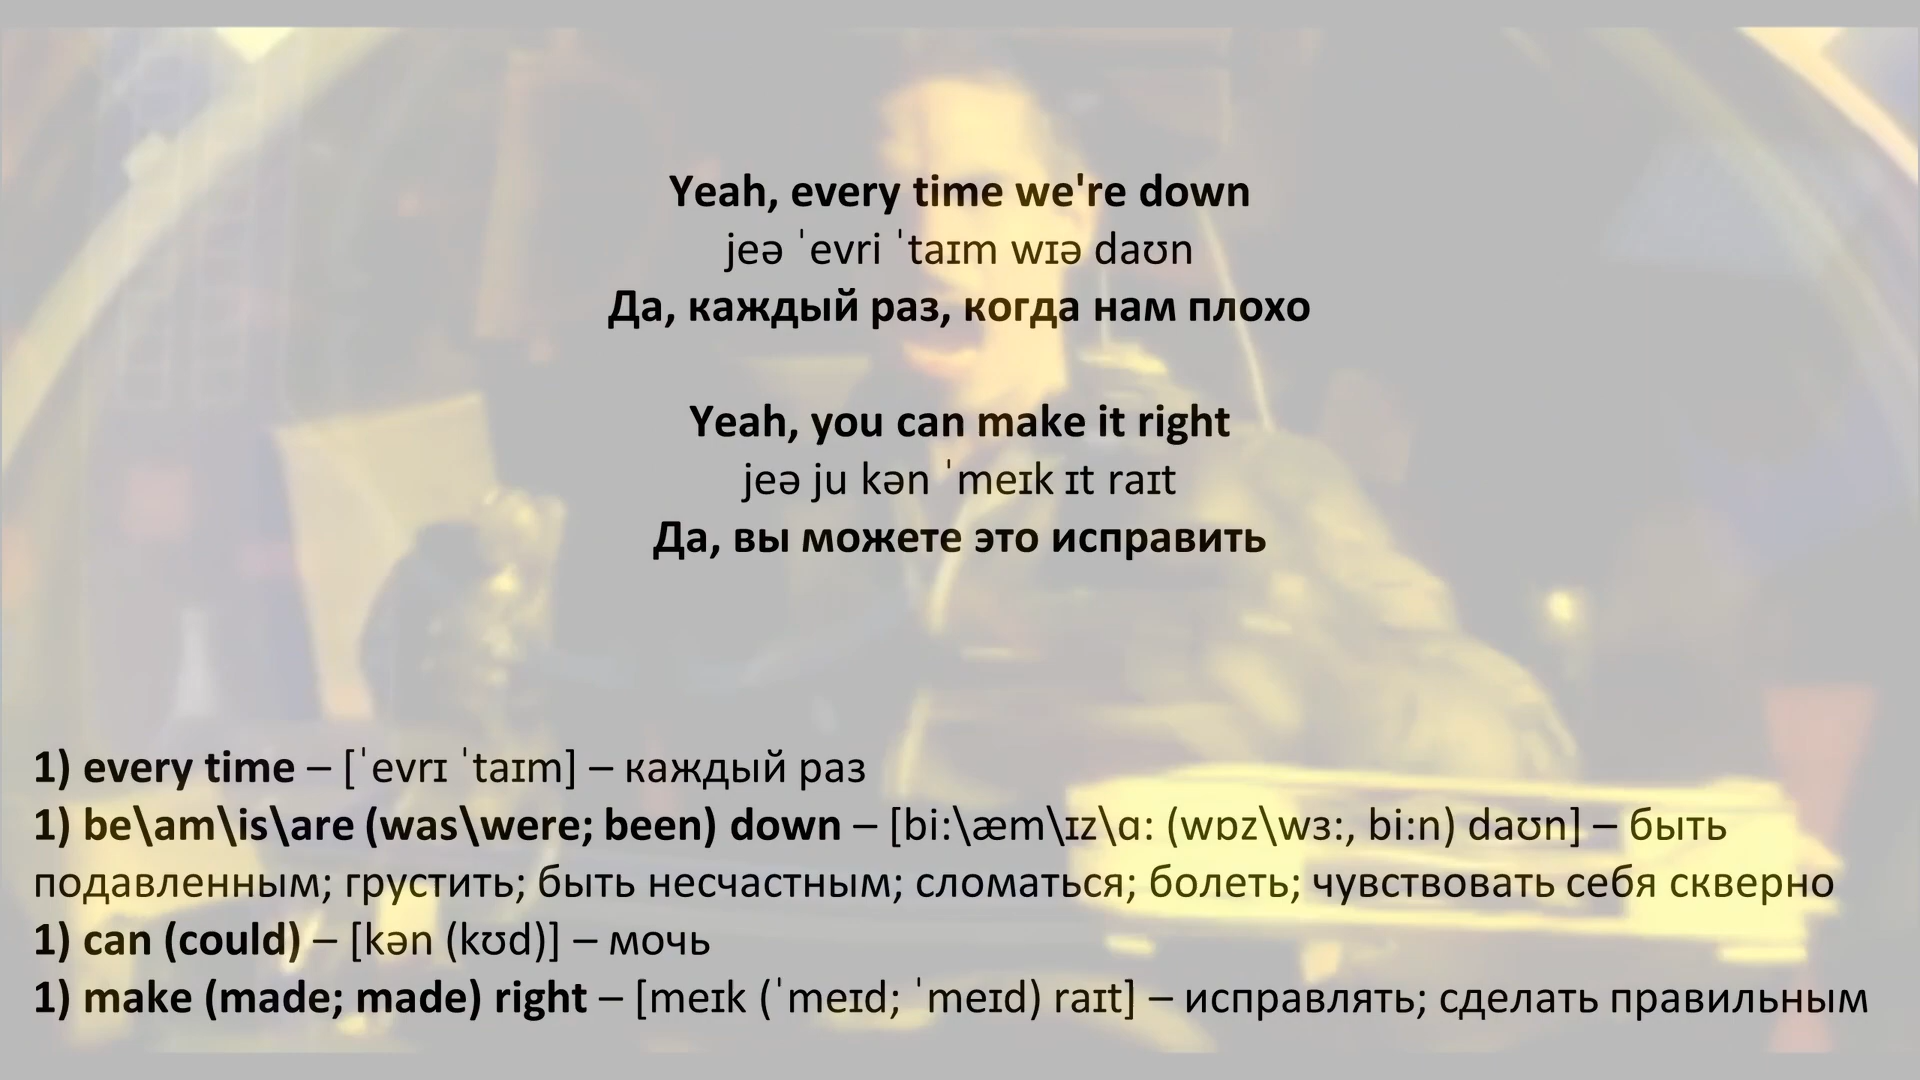 Yeah, every time we're down
jeə ˈevri ˈtaɪm wɪə daʊn
Да, каждый раз, когда нам плохо
Yeah, you can make it right
jeə ju kən ˈmeɪk ɪt raɪt
Да, вы можете это исправить
1) every time – [ˈevrɪ ˈtaɪm] – каждый раз
1) be\am\is\are (was\were; been) down – [bi:\æm\ɪz\ɑ: (wɒz\wɜ:, bi:n) daʊn] – быть
подавленным; грустить; быть несчастным; сломаться; болеть; чувствовать себя скверно
1) can (could) – [kən (kʊd)] – мочь
1) make (made; made) right – [meɪk (ˈmeɪd; ˈmeɪd) raɪt] – исправлять; сделать правильным